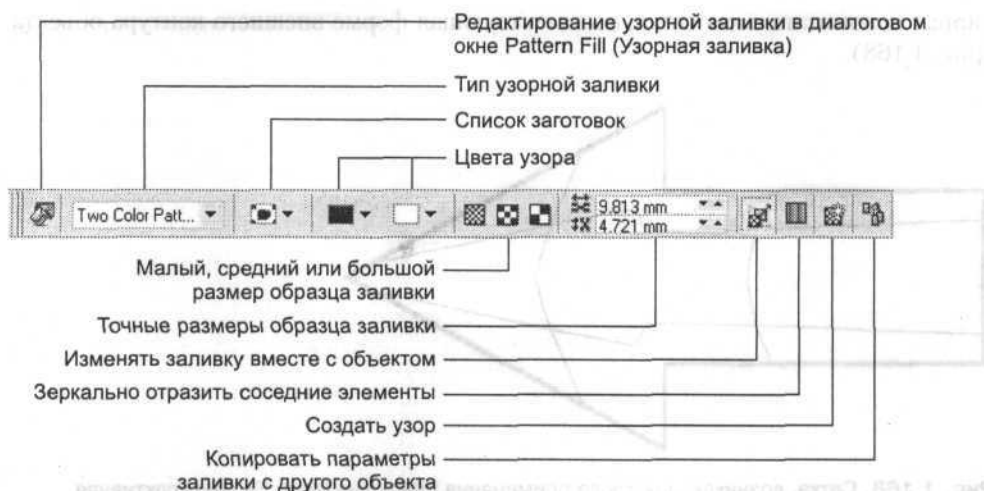 Редактирование узорной заливки в диалоговом
окне Pattern Fill (Узорная заливка)
Тип узорной заливки
Список заготовок
Цвета узора
Two Color Patt...
9.813 mm
4.721 mm
Малый, средний или большой
размер образца заливки
Точные размеры образца заливки
Изменять заливку вместе с объектом
Зеркально отразить соседние элементы
Создать узор
Копировать параметры
заливки с другого объекта